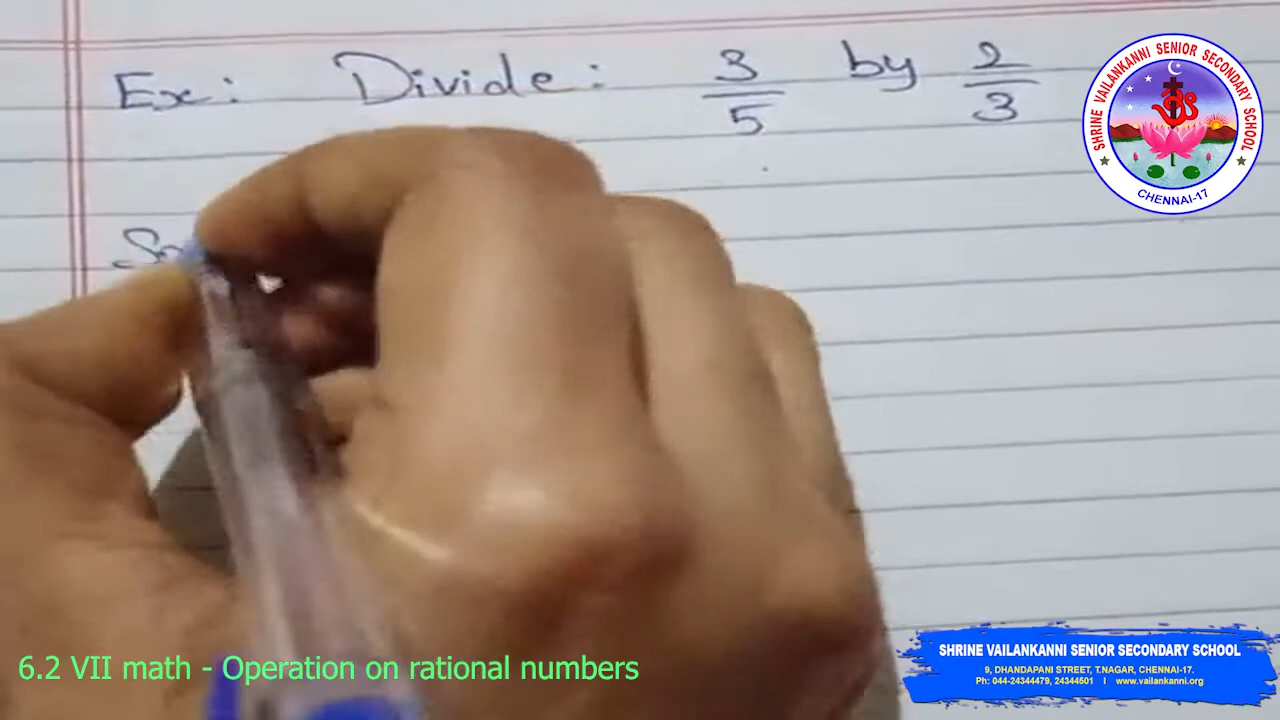 Ex: Divide: 3/5 by 2/3
SHRINE VAILANKANNI SENIOR SECONDARY SCHOOL
CHENNAI-17
6.2 VII math - Operation on rational numbers
SHRINE VAILANKANNI SENIOR SECONDARY SCHOOL
9, DHANDAPANI STREET, T.NAGAR, CHENNAI-17.
Ph: 044-24344479, 24344501 I www.vailankanni.org